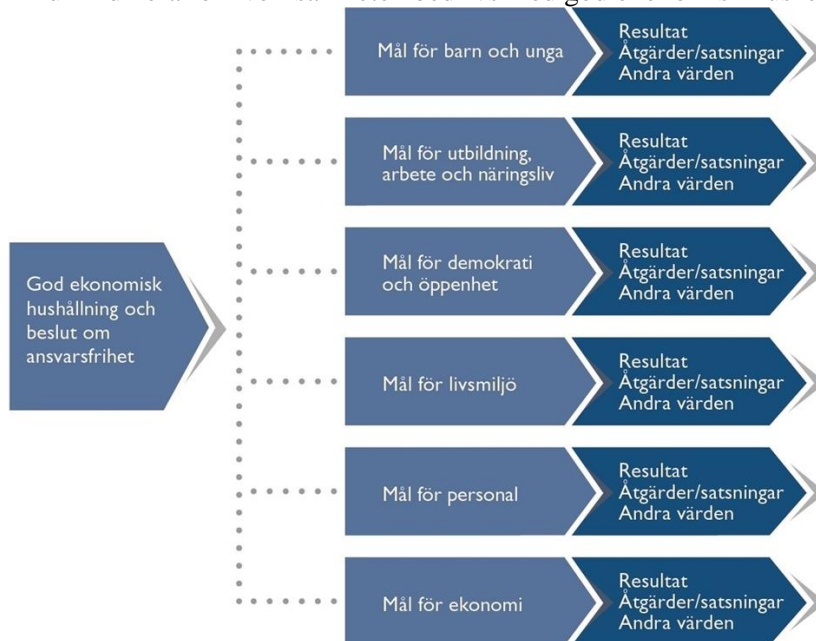 God ekonomisk
hushållning och
beslut om
ansvarsfrihet
Mål för barn och unga
Resultat
Åtgärder/satsningar
Andra värden
Mål för utbildning,
arbete och näringsliv
Resultat
Åtgärder/satsningar
Andra värden
Mål för demokrati
och öppenhet
Resultat
Åtgärder/satsningar
Andra värden
Mål för livsmiljö
Resultat
Åtgärder/satsningar
Andra värden
Mål för personal
Resultat
Åtgärder/satsningar
Andra värden
Mål för ekonomi
Resultat
Åtgärder/satsningar
Andra värden